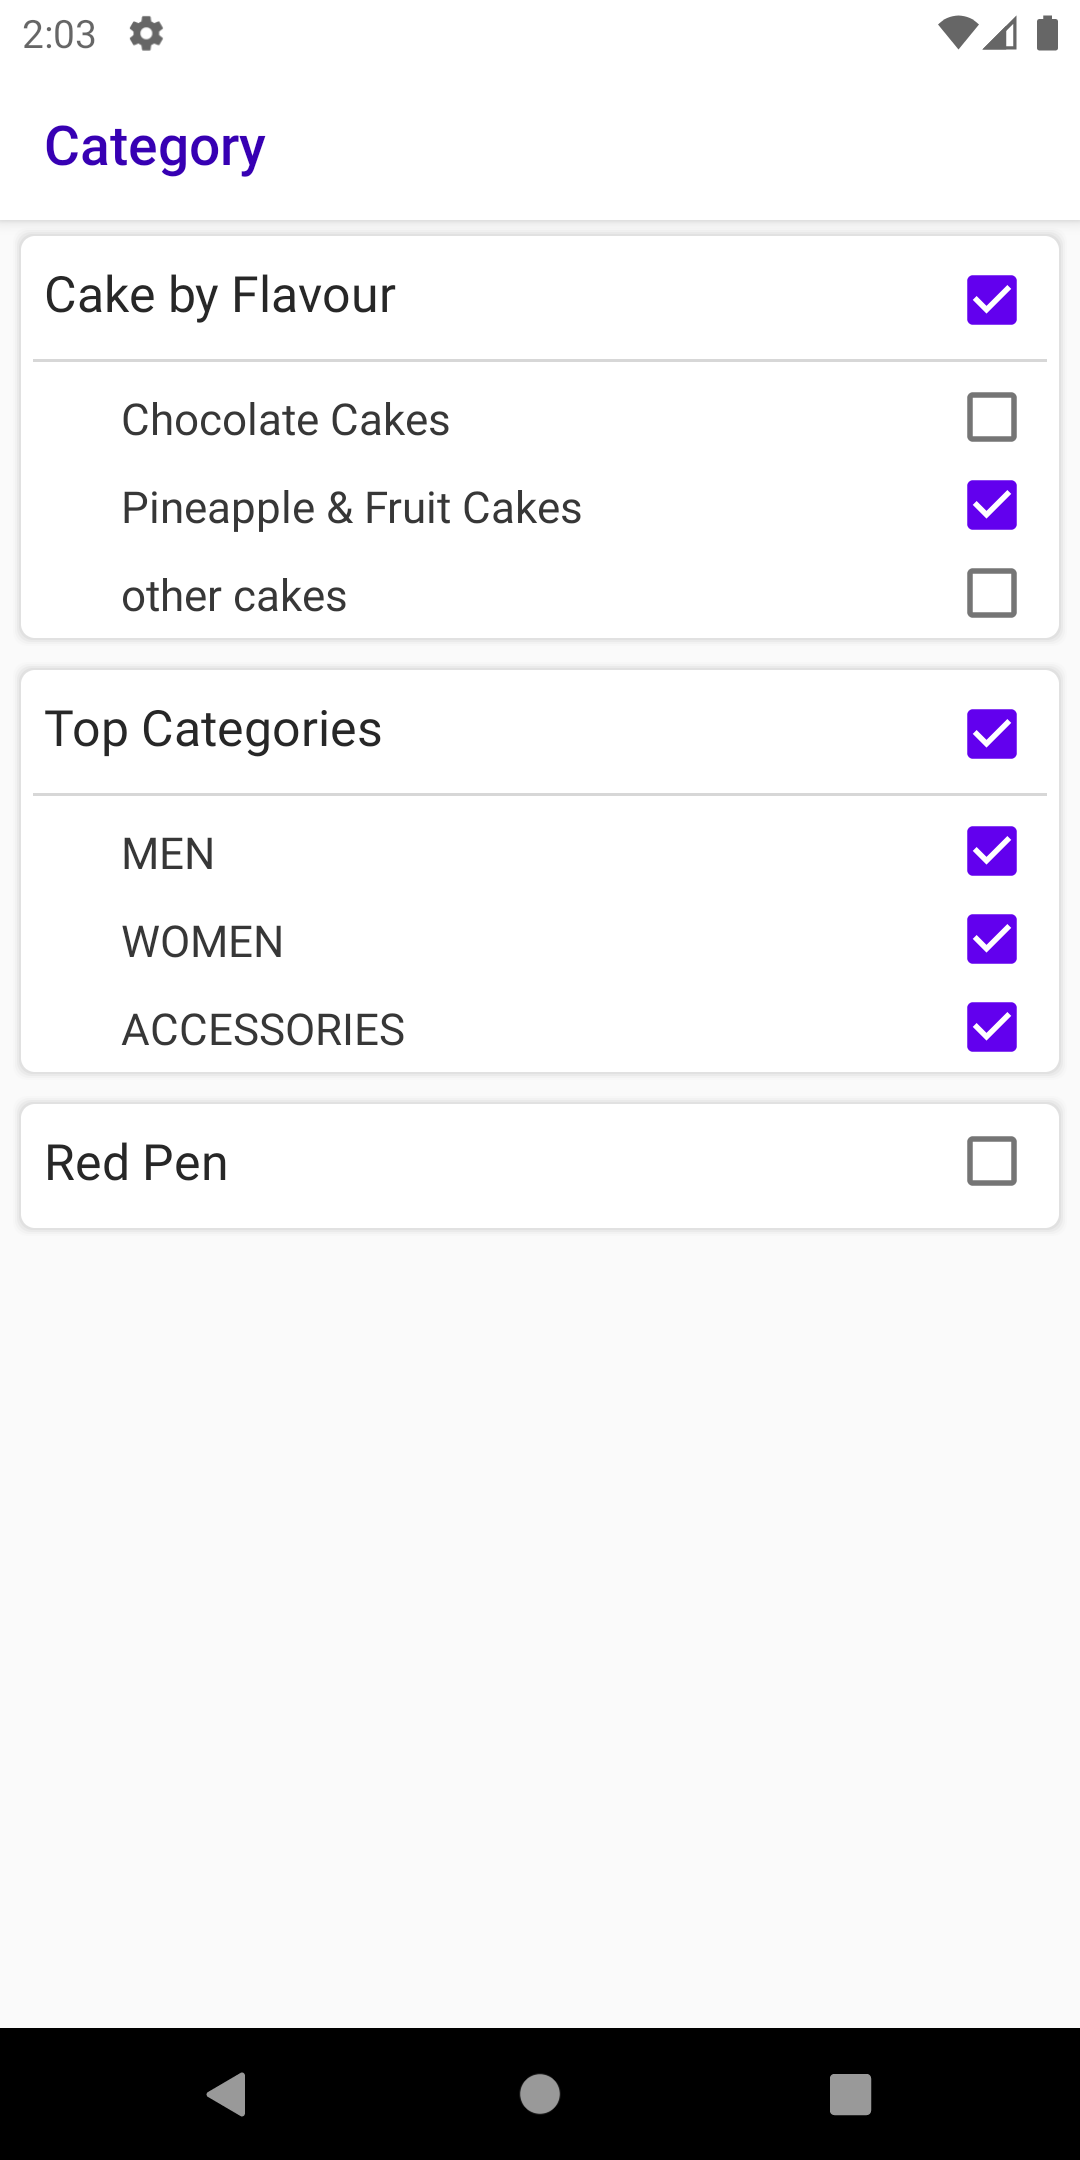 2:03
Category
Cake by Flavour
Chocolate Cakes
Pineapple & Fruit Cakes
other cakes
Top Categories
MEN
WOMEN
ACCESSORIES
Red Pen